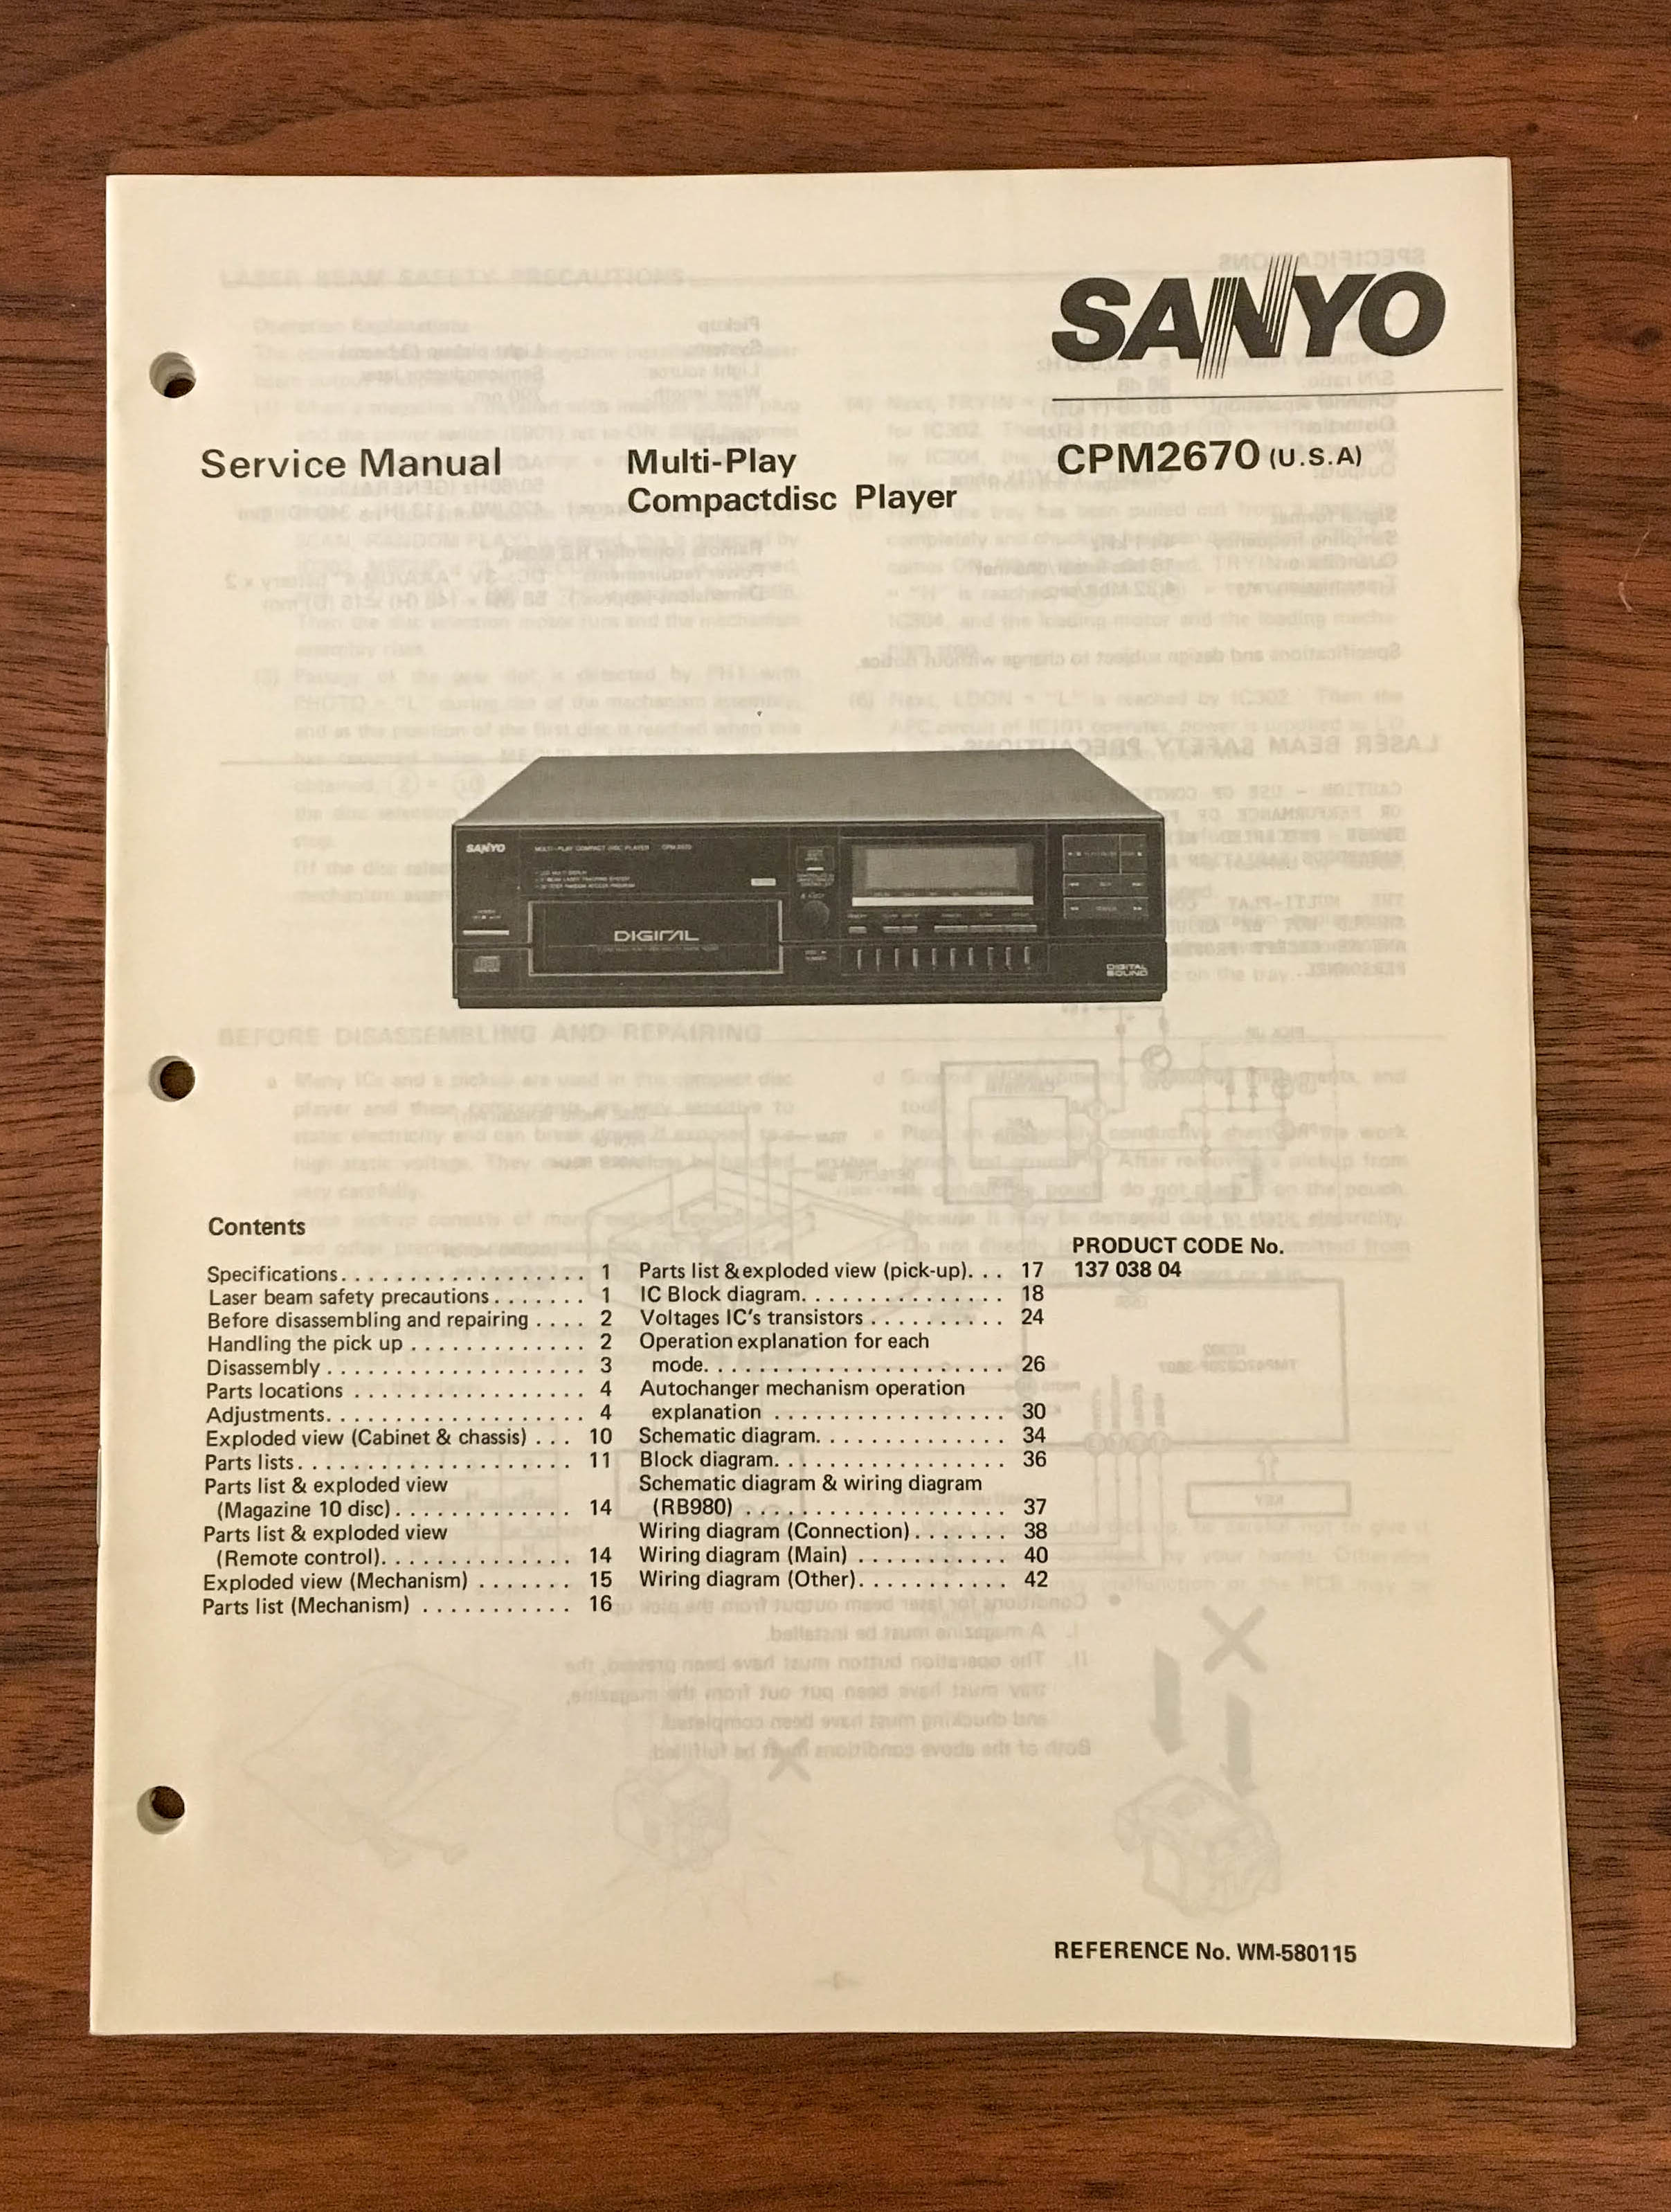 SANYO
Service Manual
Multi-Play
Compactdisc Player
CPM2670 (U.S.A)
SANYO
MULTI-PLAY COMPACT DISC PLAYER
DIGITAL
DIGITAL
SOUND
Contents
Specifications. . . . . . . . . . . . . . . . . . 1
Laser beam safety precautions . . . . . . . 1
Before disassembling and repairing . . . . 2
Handling the pick up . . . . . . . . . . . . . 2
Disassembly . . . . . . . . . . . . . . . . . . . 3
Parts locations . . . . . . . . . . . . . . . . . 4
Adjustments. . . . . . . . . . . . . . . . . . . 4
Exploded view (Cabinet & chassis) . . . 10
Parts lists. . . . . . . . . . . . . . . . . . . . 11
Parts list & exploded view
(Magazine 10 disc). . . . . . . . . . . . . 14
Parts list & exploded view
(Remote control). . . . . . . . . . . . . . 14
Exploded view (Mechanism) . . . . . . . 15
Parts list (Mechanism) . . . . . . . . . . . 16
Parts list & exploded view (pick-up). . . 17
IC Block diagram. . . . . . . . . . . . . . . 18
Voltages IC's transistors . . . . . . . . . . 24
Operation explanation for each
mode. . . . . . . . . . . . . . . . . . . . . . 26
Autochanger mechanism operation
explanation . . . . . . . . . . . . . . . . . 30
Schematic diagram. . . . . . . . . . . . . . 34
Block diagram. . . . . . . . . . . . . . . . . 36
Schematic diagram & wiring diagram
(RB980) . . . . . . . . . . . . . . . . . . . 37
Wiring diagram (Connection) . . . . . . . 38
Wiring diagram (Main) . . . . . . . . . . . 40
Wiring diagram (Other). . . . . . . . . . . 42
PRODUCT CODE No.
137 038 04
REFERENCE No. WM-580115